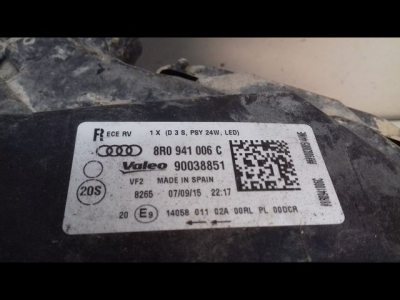 R ECE RV 1 X (D3S, PSY 24W, LED)
8R0 941 006 C
Valeo 90038851
VF2 MADE IN SPAIN
20S
8265 07/09/15 22:17
20 E9 14058 011 02A 00RL PL 00DCR